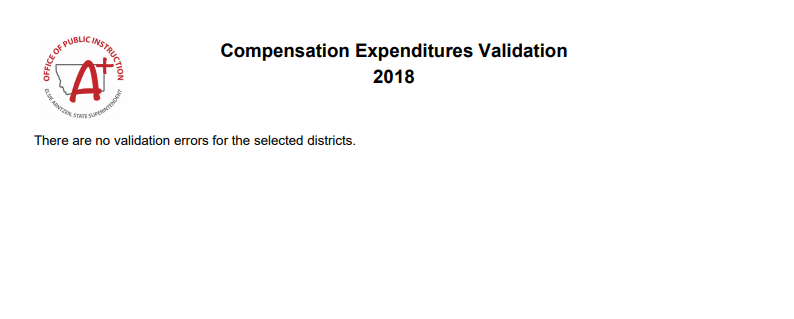 OFFICE OF PUBLIC INSTRUCTION
A+
ELSIE ARNTZEN, STATE SUPERINTENDENT
Compensation Expenditures Validation
2018
There are no validation errors for the selected districts.